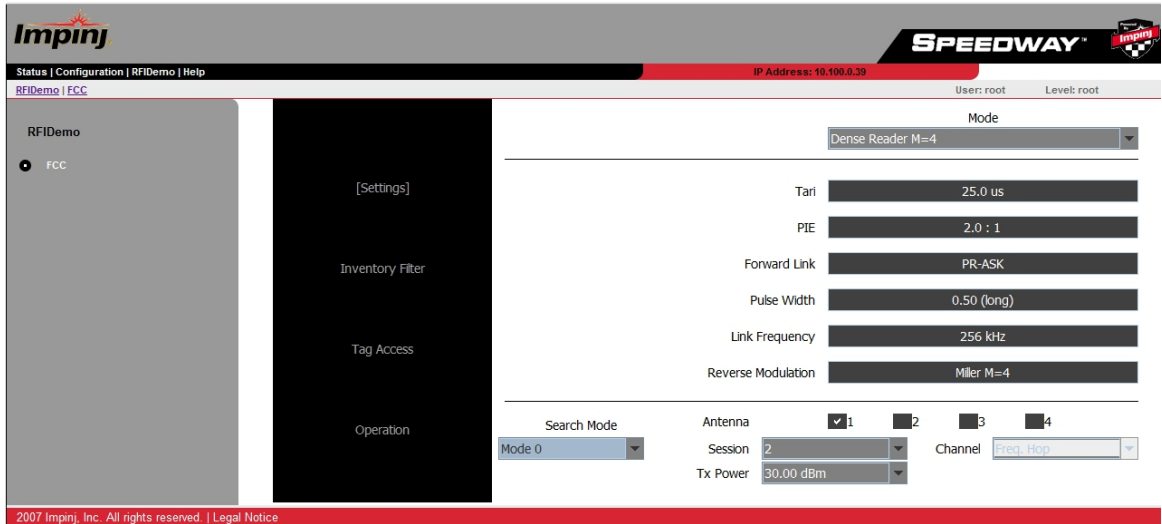 Impinj
SPEEDWAY™
Powered By Impinj
Status | Configuration | RFIDemo | Help
IP Address: 10.100.0.39
RFIDemo | FCC
User: root Level: root
RFIDemo
FCC
[Settings]
Inventory Filter
Tag Access
Operation
Mode
Dense Reader M=4
Tari 25.0 us
PIE 2.0 : 1
Forward Link PR-ASK
Pulse Width 0.50 (long)
Link Frequency 256 kHz
Reverse Modulation Miller M=4
Search Mode
Mode 0
Antenna 1 2 3 4
Session 2 Channel Freq. Hop
Tx Power 30.00 dBm
2007 Impinj, Inc. All rights reserved. | Legal Notice